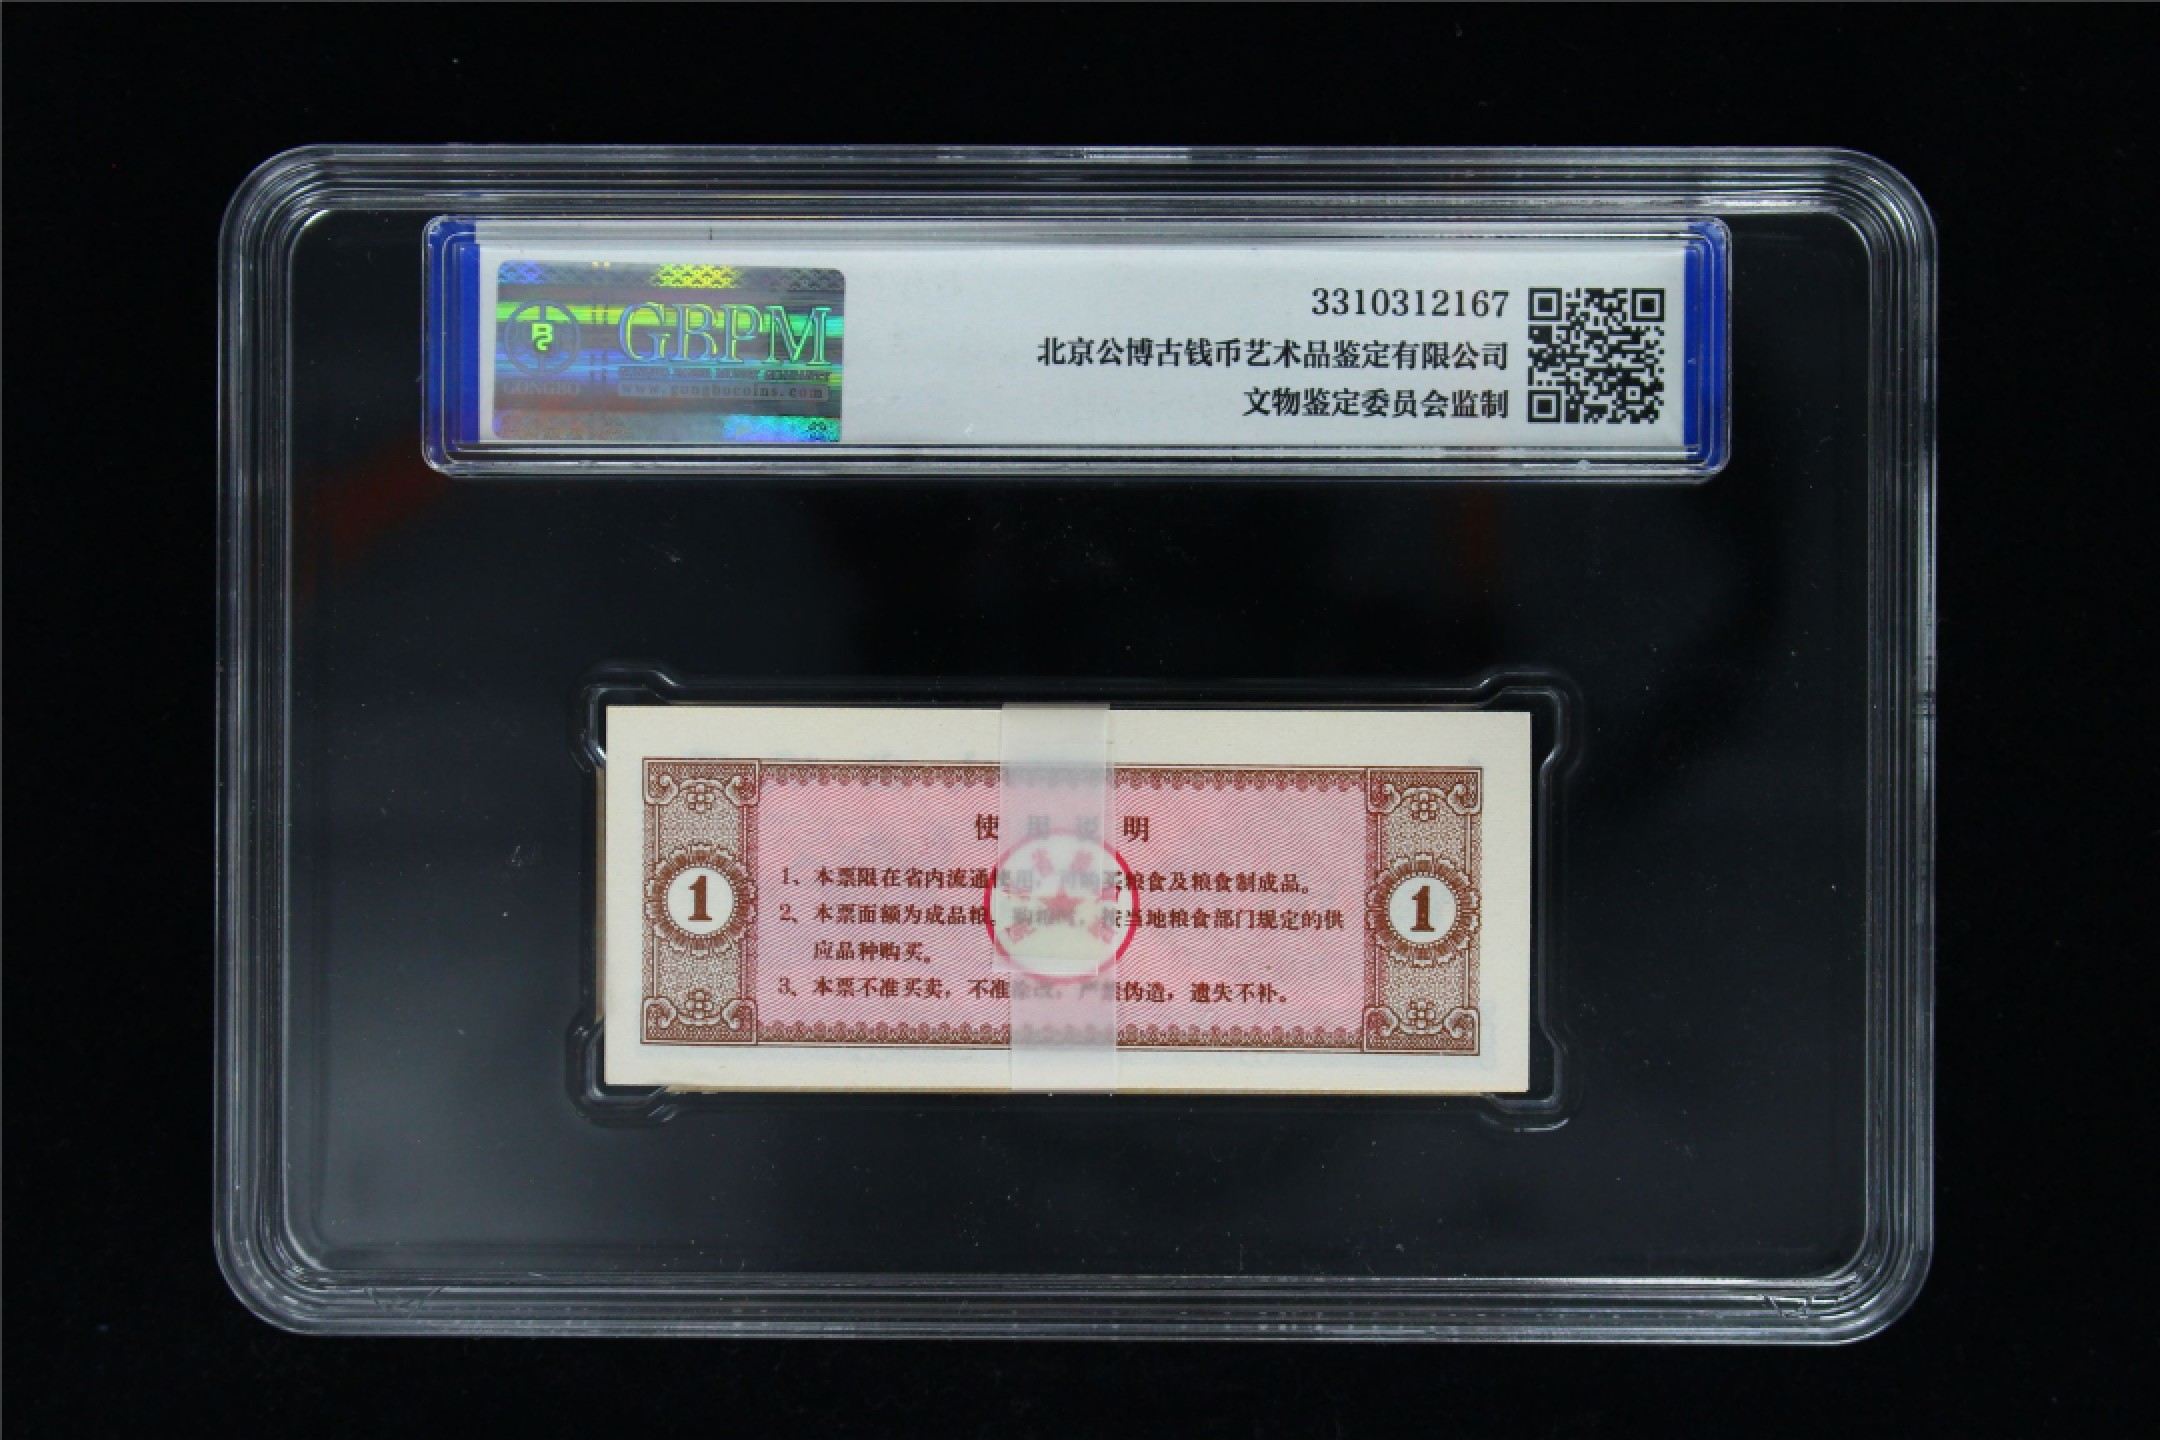 GBPM
GONGBO
www.gongbocoins.com
3310312167
北京公博古钱币艺术品鉴定有限公司
文物鉴定委员会监制
使用说明
1、本票限在省内流通使用，可购买粮食及粮食制成品。
2、本票面额为成品粮。购粮时，按当地粮食部门规定的供
应品种购买。
3、本票不准买卖，不准涂改，严禁伪造，遗失不补。
1
1